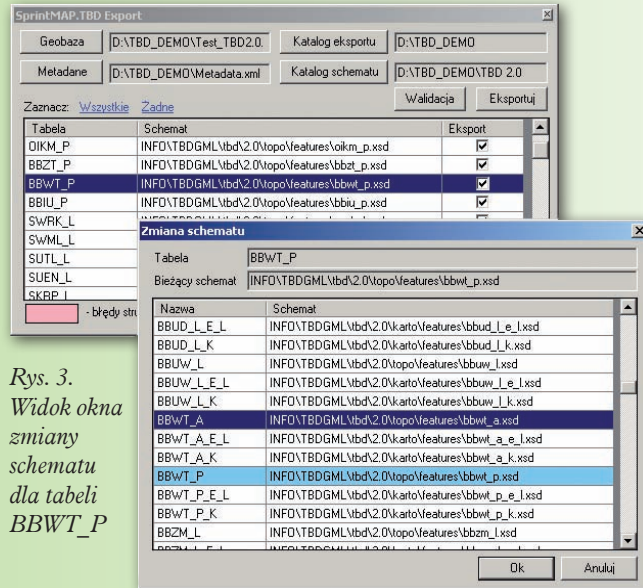 SprintMAP.TBD Export
Geobaza D:\TBD_DEMO\Test_TBD2.0. Katalog eksportu D:\TBD_DEMO
Metadane D:\TBD_DEMO\Metadata.xml Katalog schematu D:\TBD_DEMO\TBD 2.0
Zaznacz: Wszystkie Żadne Walidacja Eksportuj
Tabela Schemat Eksport
OIKM_P INFO\TBDGML\tbd\2.0\topo\features\oikm_p.xsd
BBZT_P INFO\TBDGML\tbd\2.0\topo\features\bbzt_p.xsd
BBWT_P INFO\TBDGML\tbd\2.0\topo\features\bbwt_p.xsd
BBIU_P INFO\TBDGML\tbd\2.0\topo\features\bbiu_p.xsd
SWRK_L
SWML_L
SUTL_L
SUEN_L
SKRP_L
- błędy stru
Zmiana schematu
Tabela BBWT_P
Bieżący schemat INFO\TBDGML\tbd\2.0\topo\features\bbwt_p.xsd
Nazwa Schemat
BBUD_L_E_L INFO\TBDGML\tbd\2.0\karto\features\bbud_l_e_l.xsd
BBUD_L_K INFO\TBDGML\tbd\2.0\karto\features\bbud_l_k.xsd
BBUW_L INFO\TBDGML\tbd\2.0\topo\features\bbuw_l.xsd
BBUW_L_E_L INFO\TBDGML\tbd\2.0\karto\features\bbuw_l_e_l.xsd
BBUW_L_K INFO\TBDGML\tbd\2.0\karto\features\bbuw_l_k.xsd
BBWT_A INFO\TBDGML\tbd\2.0\topo\features\bbwt_a.xsd
BBWT_A_E_L INFO\TBDGML\tbd\2.0\karto\features\bbwt_a_e_l.xsd
BBWT_A_K INFO\TBDGML\tbd\2.0\karto\features\bbwt_a_k.xsd
BBWT_P INFO\TBDGML\tbd\2.0\topo\features\bbwt_p.xsd
BBWT_P_E_L INFO\TBDGML\tbd\2.0\karto\features\bbwt_p_e_l.xsd
BBWT_P_K INFO\TBDGML\tbd\2.0\karto\features\bbwt_p_k.xsd
BBZM_L INFO\TBDGML\tbd\2.0\topo\features\bbzm_l.xsd
Ok Anuluj
Rys. 3.
Widok okna
zmiany
schematu
dla tabeli
BBWT_P